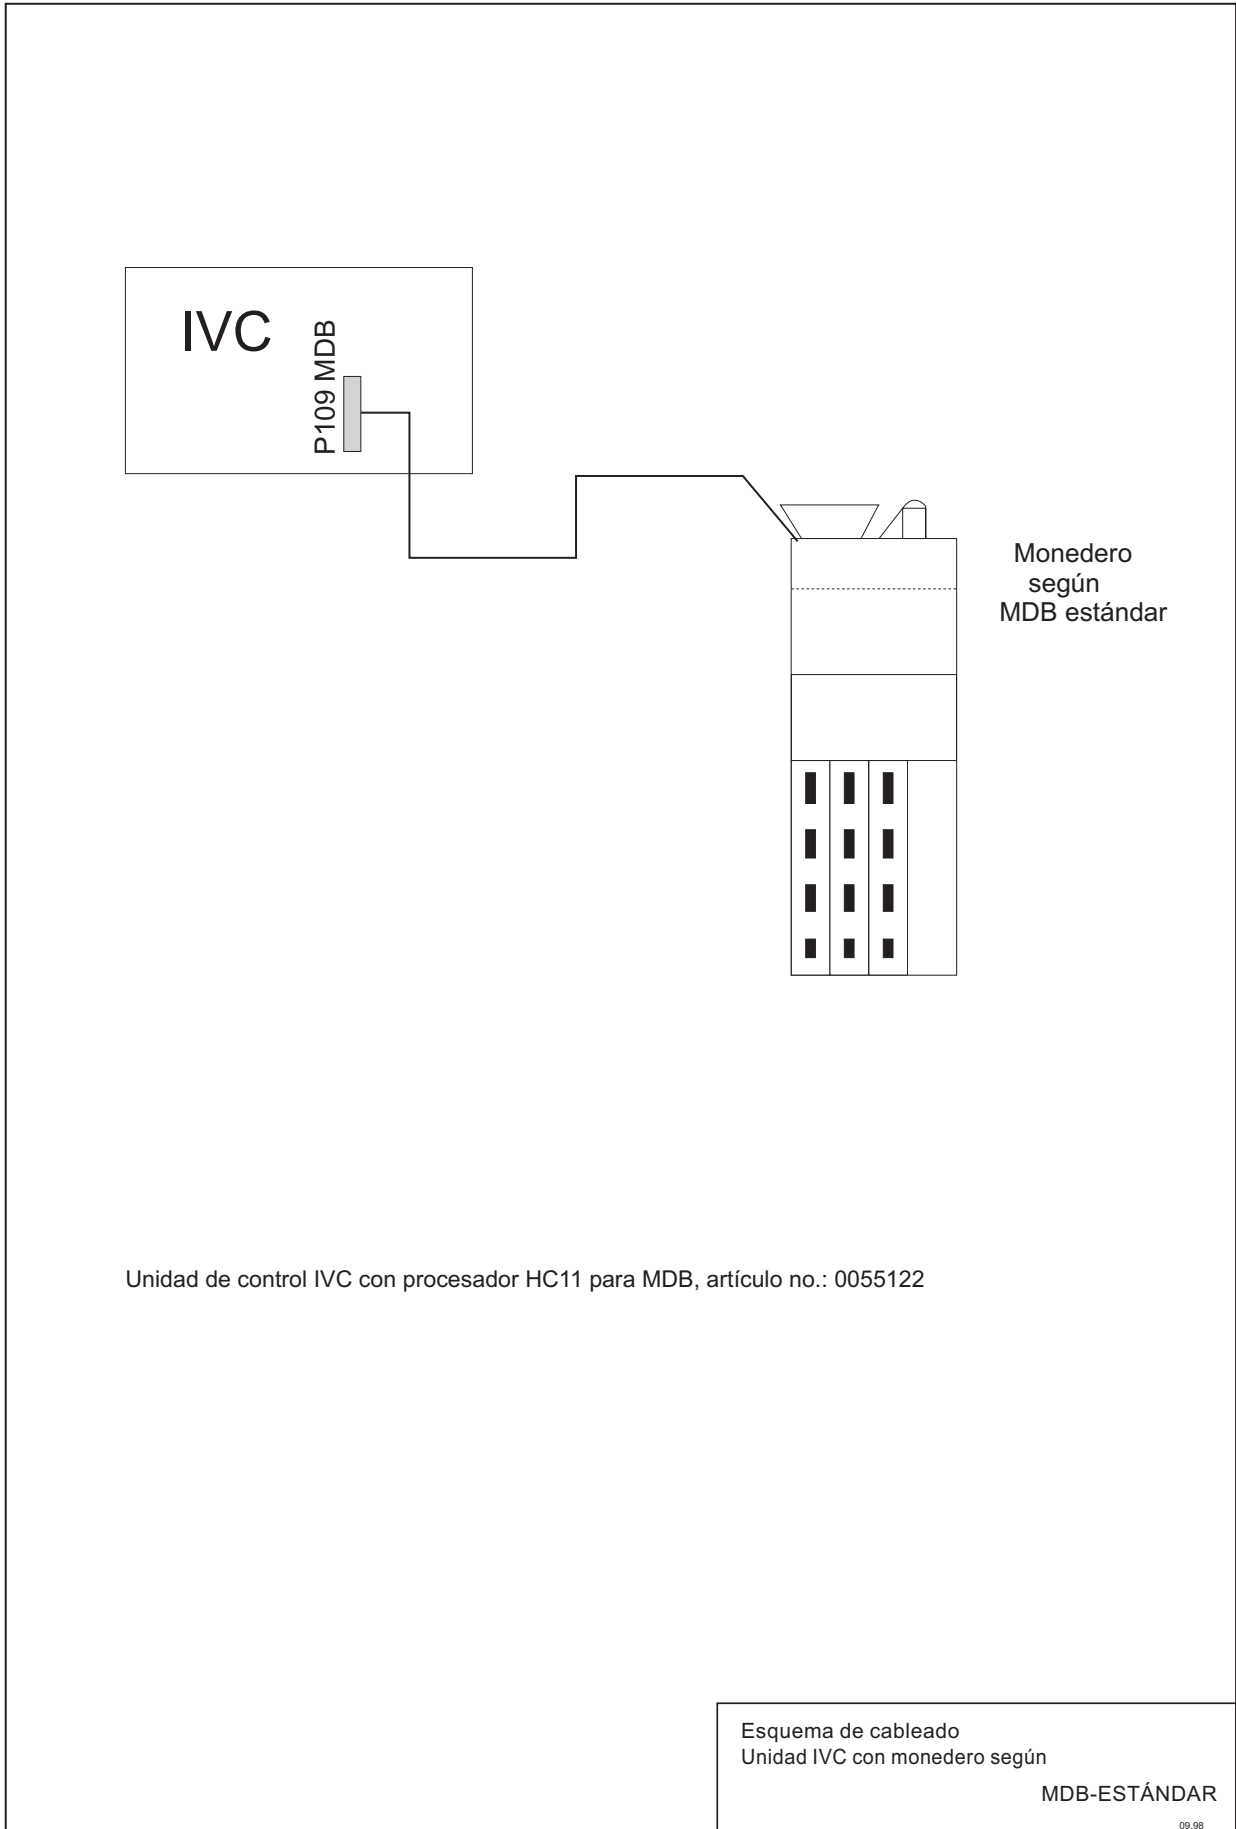 IVC
P109 MDB
Monedero
según
MDB estándar
Unidad de control IVC con procesador HC11 para MDB, artículo no.: 0055122
Esquema de cableado
Unidad IVC con monedero según
MDB-ESTÁNDAR
09.98